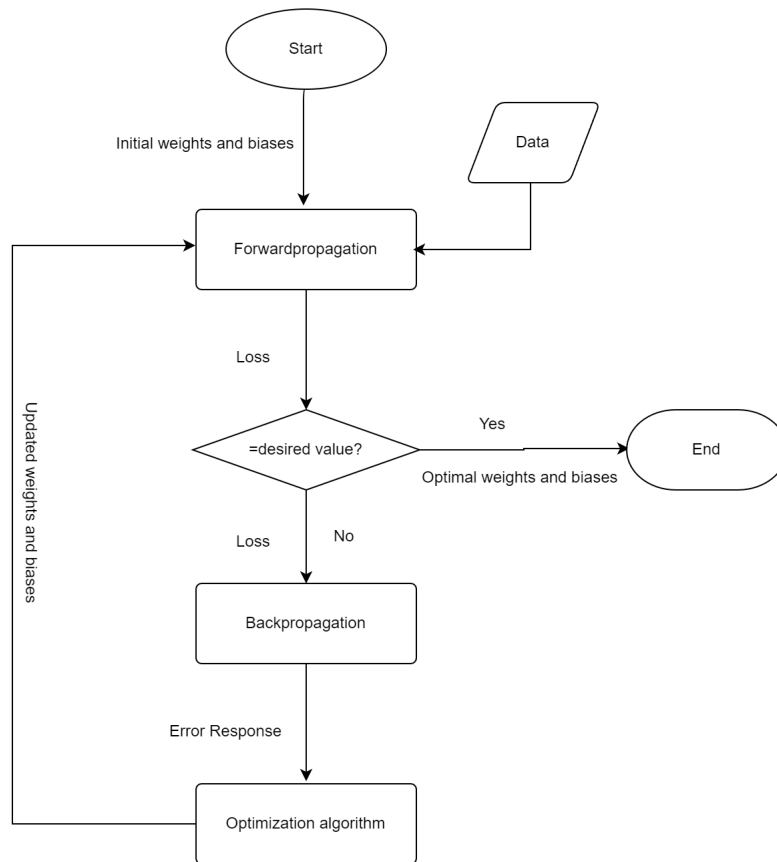 Start
Initial weights and biases
Data
Forwardpropagation
Loss
=desired value?
Yes
Optimal weights and biases
End
Loss
No
Backpropagation
Error Response
Optimization algorithm
Updated weights and biases